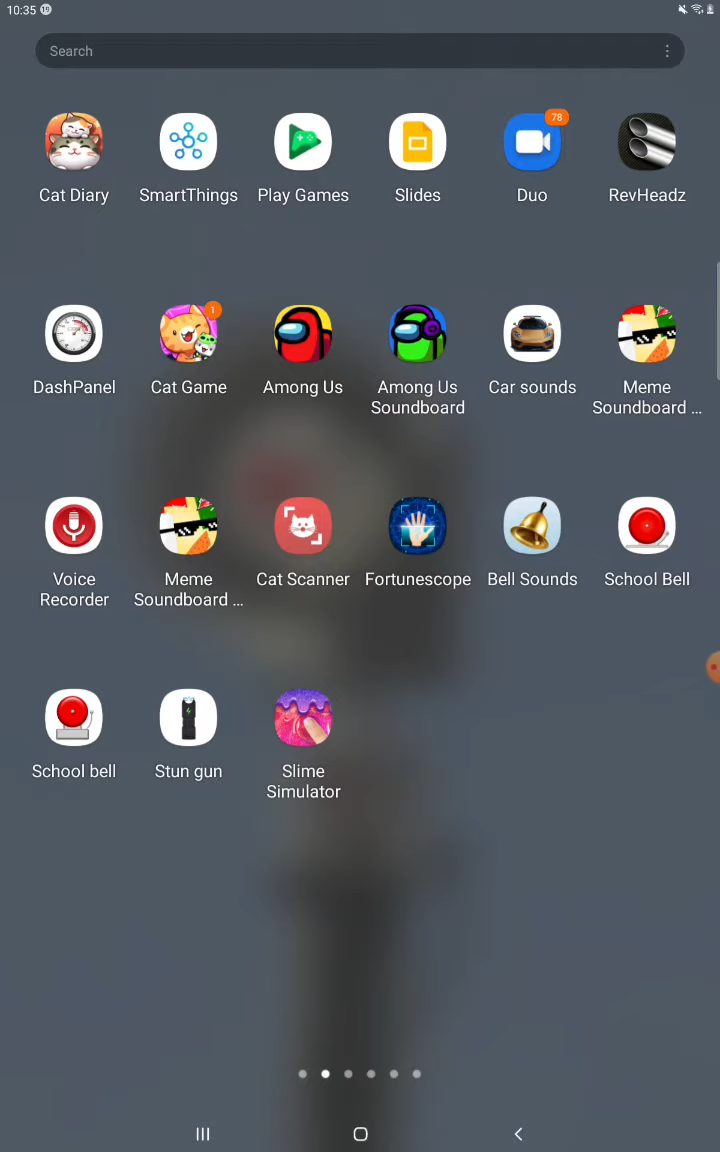 10:35 19
Search
78
Cat Diary SmartThings Play Games Slides Duo RevHeadz
1
DashPanel Cat Game Among Us Among Us Soundboard Car sounds Meme Soundboard ...
Voice Recorder Meme Soundboard ... Cat Scanner Fortunescope Bell Sounds School Bell
School bell Stun gun Slime Simulator